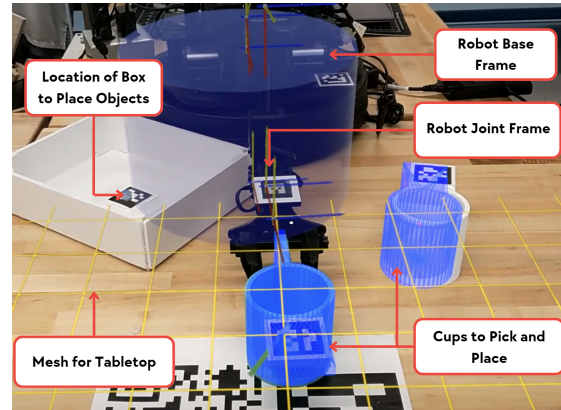 Robot Base
Frame
Location of Box
to Place Objects
Robot Joint Frame
Mesh for Tabletop
Cups to Pick and
Place